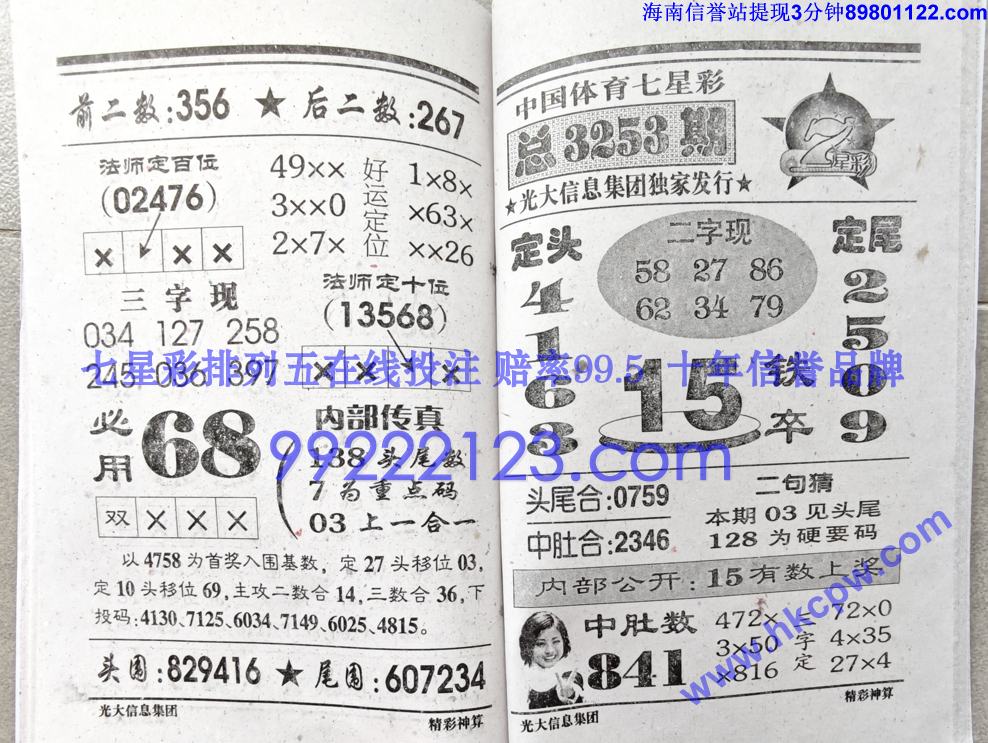 海南信誉站提现3分钟89801122.com
前二数:356 ★ 后二数:267
法师定百位
(02476)
× × ×
49×× 好 1×8×
3××0 运 ×63×
2×7× 定位 ××26
三字现
034 127 258
245 036 897
法师定十位
(13568)
× × ×
七星彩排列五在线投注 赔率99.5 十年信誉品牌
必用 68
双 × × ×
内部传真
138头尾数
7为重点码
03上一合一
99222123.com
以4758为首奖入围基数，定27头移位03,
定10头移位69,主攻二数合14,三数合36,下
投码:4130、7125、6034、7149、6025、4815。
头围:829416 ★ 尾围:607234
光大信息集团 精彩神算
中国体育七星彩
总3253期
7星彩
★光大信息集团独家发行★
定头
4
1
6
3
二字现
58 27 86
62 34 79
定尾
2
5
0
9
15
铁卒
头尾合:0759
中肚合:2346
二句猜
本期03见头尾
128为硬要码
内部公开:15有数上奖
中肚数
841
472× 三 72×0
3×50 字 4×35
×816 定 27×4
www.hkcpw.com
光大信息集团 精彩神算